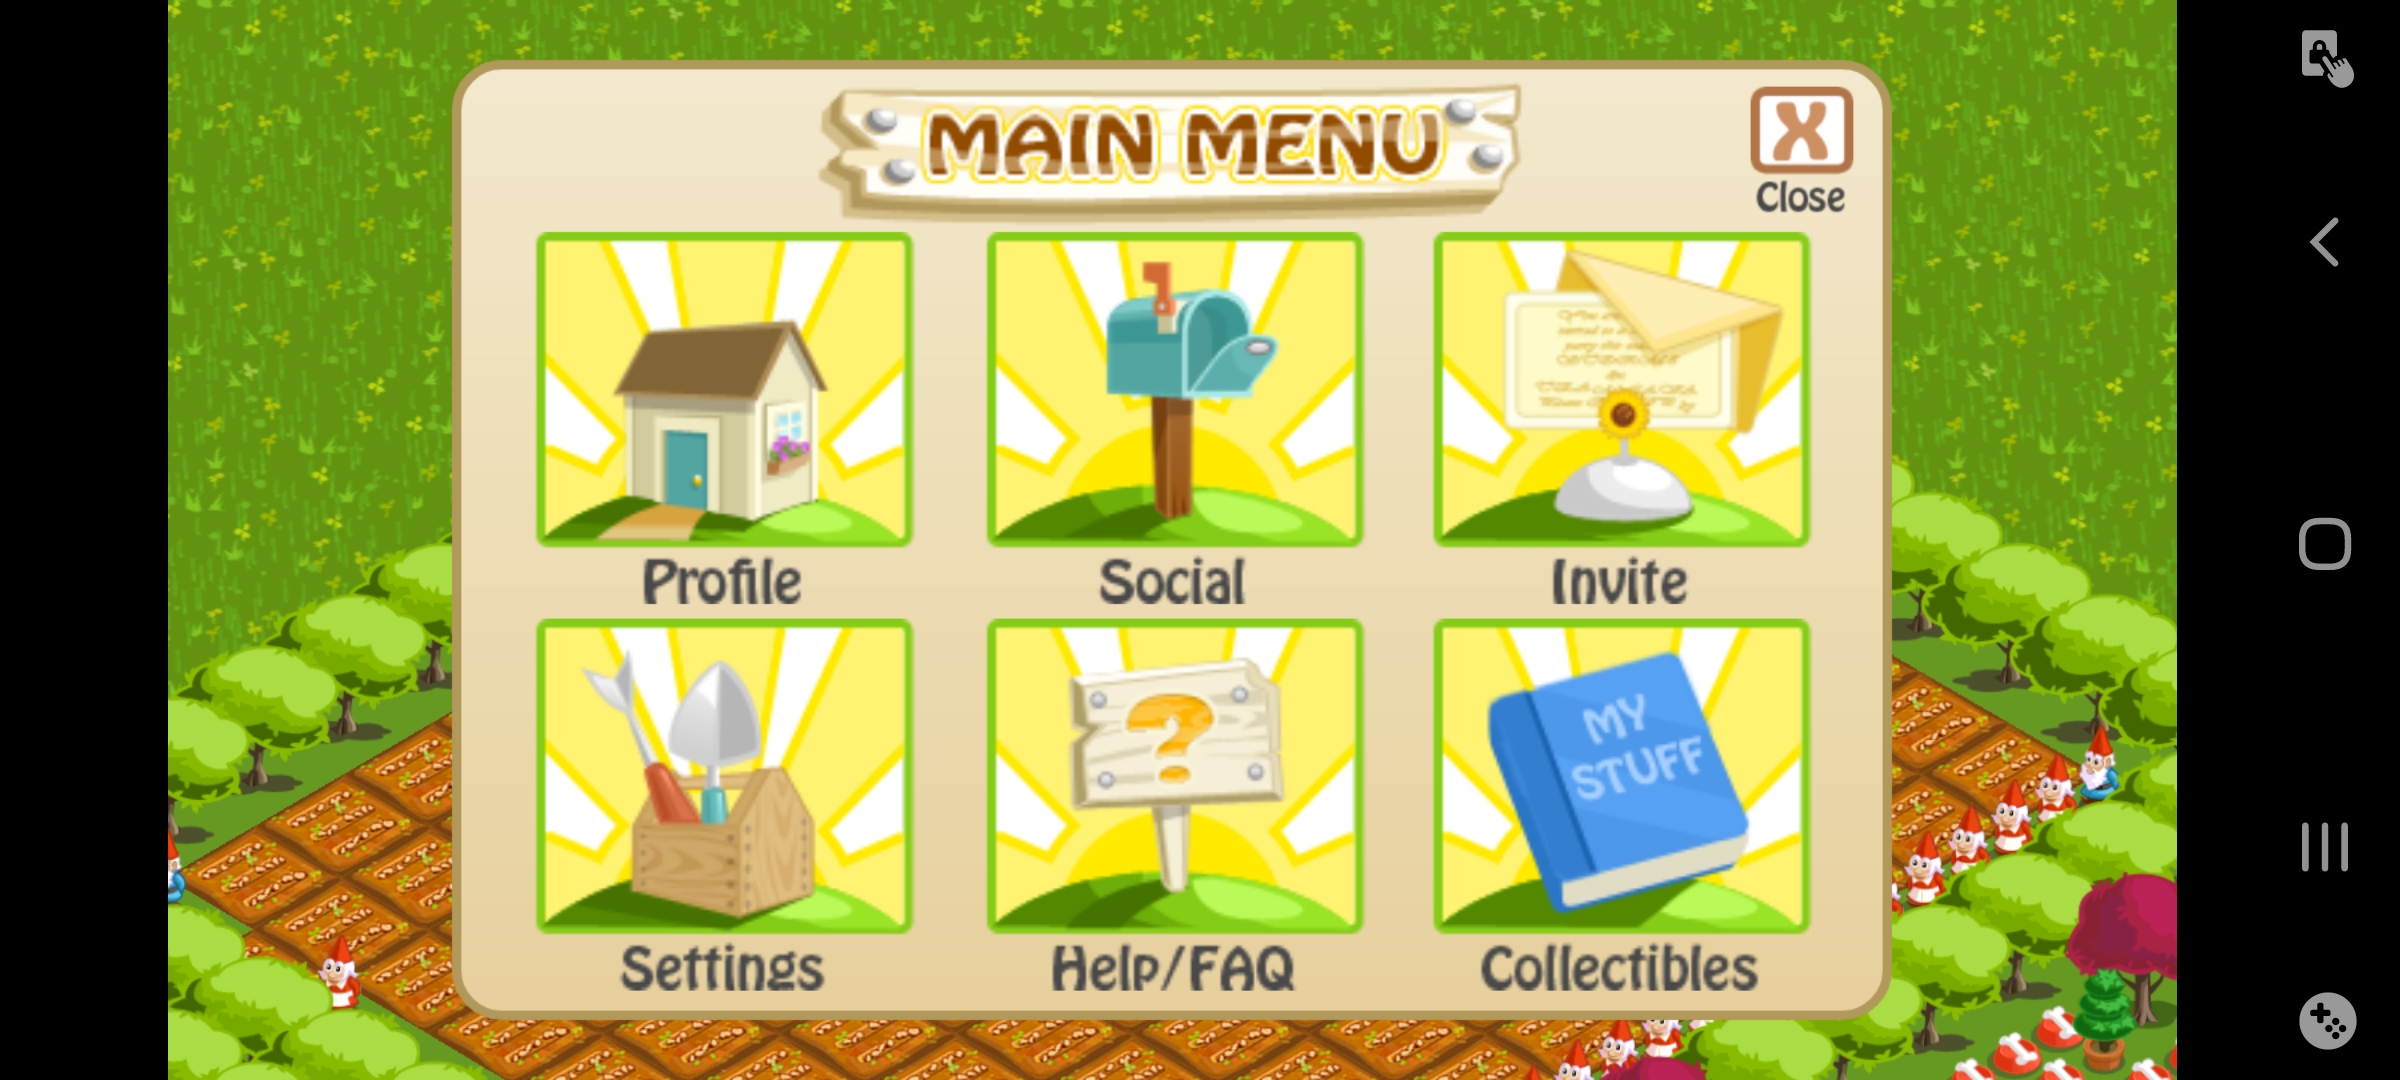 MAIN MENU
X
Close
Profile
Social
Invite
Settings
?
Help/FAQ
MY
STUFF
Collectibles